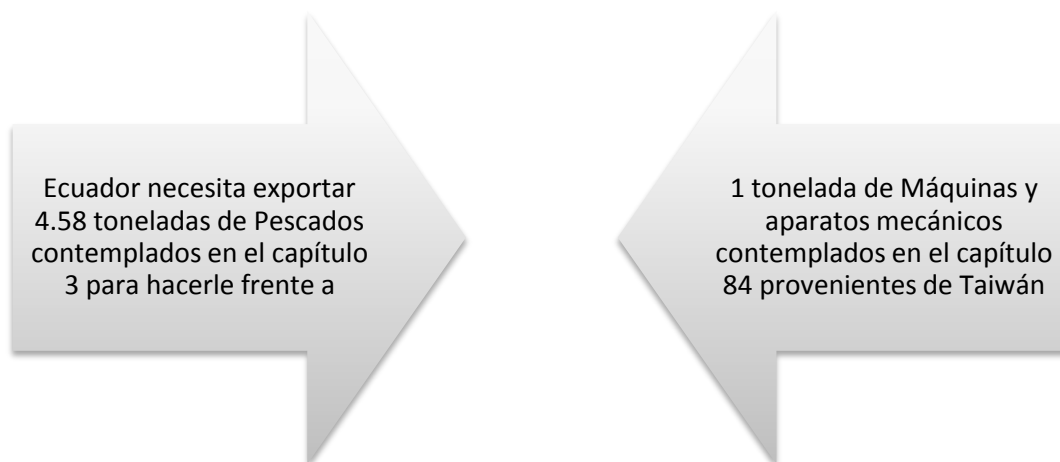 Ecuador necesita exportar
4.58 toneladas de Pescados
contemplados en el capítulo
3 para hacerle frente a
1 tonelada de Máquinas y
aparatos mecánicos
contemplados en el capítulo
84 provenientes de Taiwán